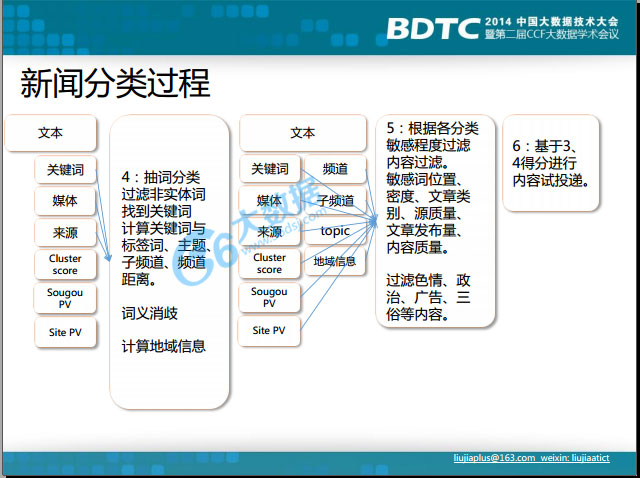 BDTC 2014 中国大数据技术大会
暨第二届CCF大数据学术会议
新闻分类过程
文本
关键词
媒体
来源
Cluster
score
Sougou
PV
Site PV
4：抽词分类
过滤非实体词
找到关键词
计算关键词与
标签词、主题、
子频道、频道
距离。
词义消歧
计算地域信息
文本
关键词
媒体
来源
Cluster
score
Sougou
PV
Site PV
频道
子频道
topic
地域信息
5：根据各分类
敏感程度过滤
内容过滤。
敏感词位置、
密度、文章类
别、源质量、
文章发布量、
内容质量。
过滤色情、政
治、广告、三
俗等内容。
6：基于3、
4得分进行
内容试投递。
大数据
liujiaplus@163.com weixin: liujiaatict